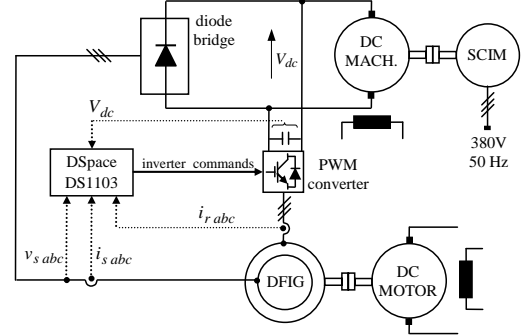 diode
bridge
V_dc
DC
MACH.
SCIM
380V
50 Hz
V_dc
DSpace
DS1103
inverter commands
PWM
converter
i_r abc
v_s abc
i_s abc
DFIG
DC
MOTOR